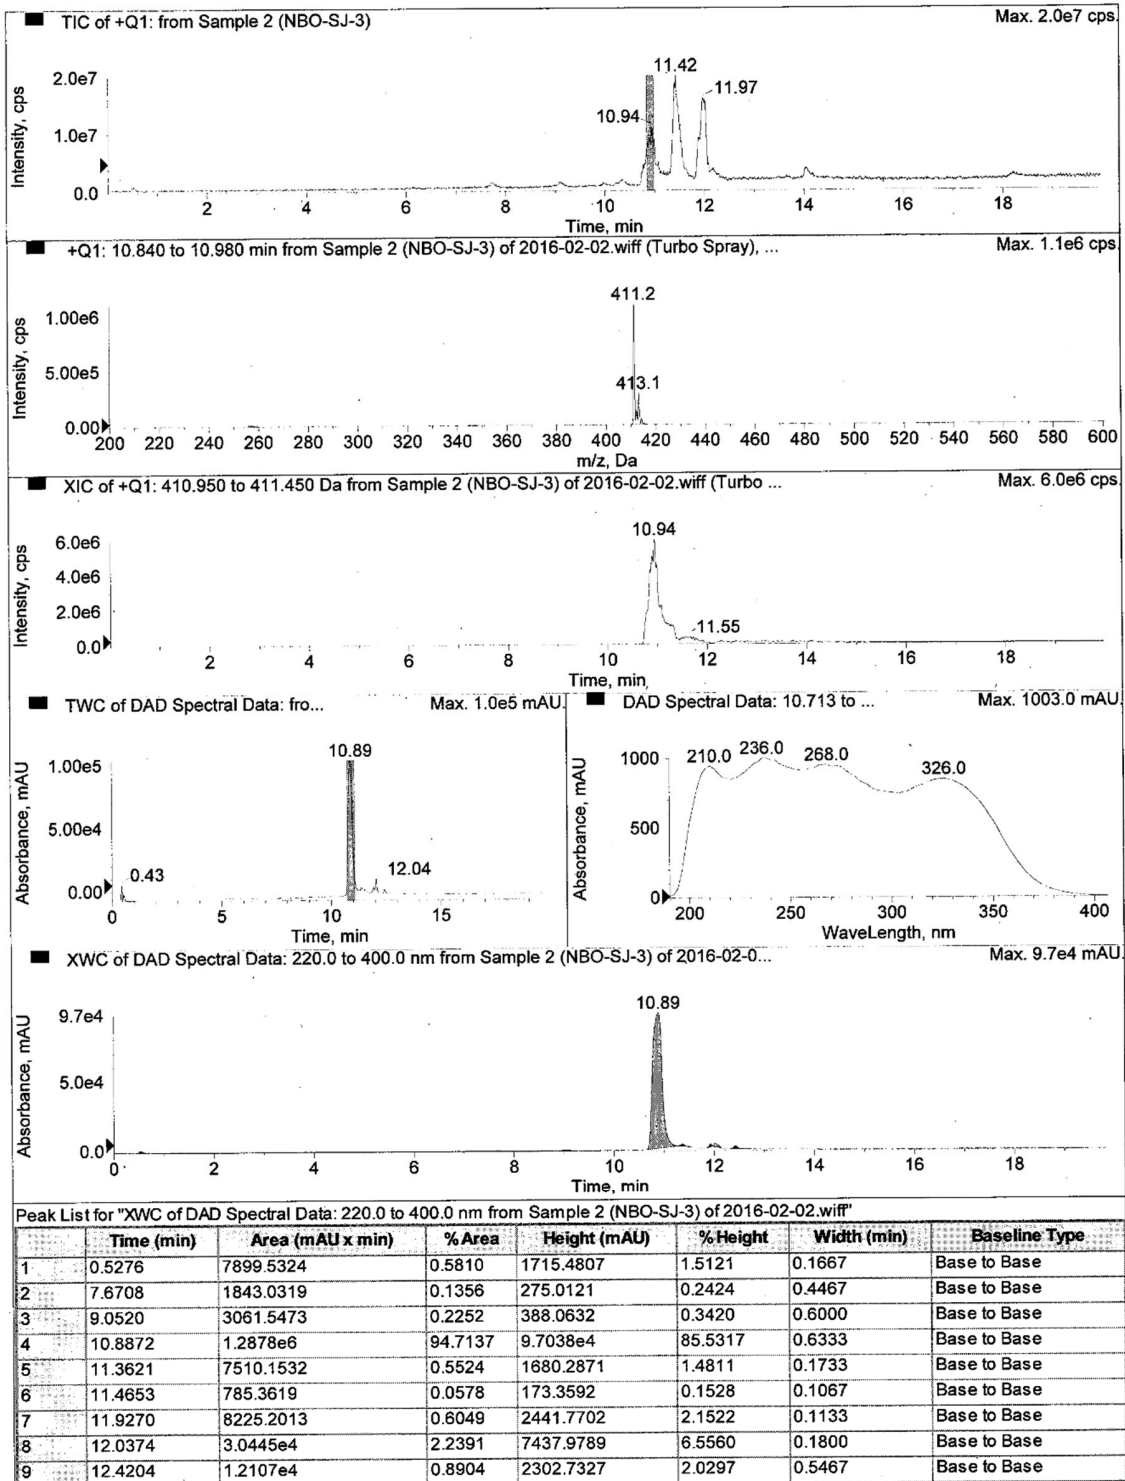 TIC of +Q1: from Sample 2 (NBO-SJ-3) Max. 2.0e7 cps.
Intensity, cps
2.0e7
1.0e7
0.0
10.94
11.42
11.97
2 4 6 8 10 12 14 16 18
Time, min
+Q1: 10.840 to 10.980 min from Sample 2 (NBO-SJ-3) of 2016-02-02.wiff (Turbo Spray), ... Max. 1.1e6 cps.
Intensity, cps
1.00e6
5.00e5
0.00
411.2
413.1
200 220 240 260 280 300 320 340 360 380 400 420 440 460 480 500 520 540 560 580 600
m/z, Da
XIC of +Q1: 410.950 to 411.450 Da from Sample 2 (NBO-SJ-3) of 2016-02-02.wiff (Turbo ... Max. 6.0e6 cps.
Intensity, cps
6.0e6
4.0e6
2.0e6
0.0
10.94
11.55
2 4 6 8 10 12 14 16 18
Time, min
TWC of DAD Spectral Data: fro... Max. 1.0e5 mAU.
Absorbance, mAU
1.00e5
5.00e4
0.00
0.43
10.89
12.04
0 5 10 15
Time, min
DAD Spectral Data: 10.713 to ... Max. 1003.0 mAU.
Absorbance, mAU
1000
500
0
210.0 236.0 268.0 326.0
200 250 300 350 400
WaveLength, nm
XWC of DAD Spectral Data: 220.0 to 400.0 nm from Sample 2 (NBO-SJ-3) of 2016-02-0... Max. 9.7e4 mAU.
Absorbance, mAU
9.7e4
5.0e4
0.0
10.89
0 2 4 6 8 10 12 14 16 18
Time, min
Peak List for "XWC of DAD Spectral Data: 220.0 to 400.0 nm from Sample 2 (NBO-SJ-3) of 2016-02-02.wiff"
Time (min) Area (mAU x min) %Area Height (mAU) %Height Width (min) Baseline Type
1 0.5276 7899.5324 0.5810 1715.4807 1.5121 0.1667 Base to Base
2 7.6708 1843.0319 0.1356 275.0121 0.2424 0.4467 Base to Base
3 9.0520 3061.5473 0.2252 388.0632 0.3420 0.6000 Base to Base
4 10.8872 1.2878e6 94.7137 9.7038e4 85.5317 0.6333 Base to Base
5 11.3621 7510.1532 0.5524 1680.2871 1.4811 0.1733 Base to Base
6 11.4653 785.3619 0.0578 173.3592 0.1528 0.1067 Base to Base
7 11.9270 8225.2013 0.6049 2441.7702 2.1522 0.1133 Base to Base
8 12.0374 3.0445e4 2.2391 7437.9789 6.5560 0.1800 Base to Base
9 12.4204 1.2107e4 0.8904 2302.7327 2.0297 0.5467 Base to Base